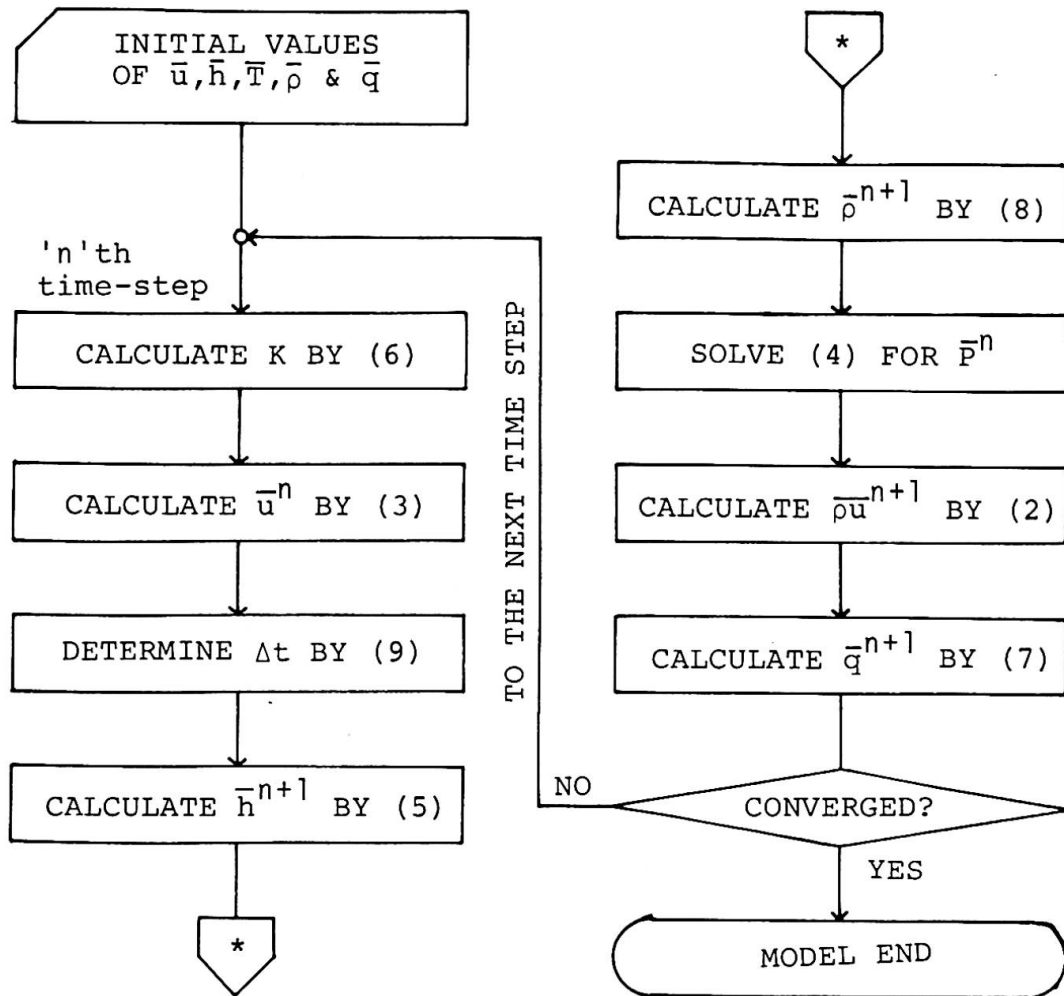 INITIAL VALUES
OF ū,h̄,T̄,ρ̄ & q̄
'n'th
time-step
CALCULATE K BY (6)
CALCULATE ūⁿ BY (3)
DETERMINE Δt BY (9)
CALCULATE h̄ⁿ⁺¹ BY (5)
*
TO THE NEXT TIME STEP
*
CALCULATE ρ̄ⁿ⁺¹ BY (8)
SOLVE (4) FOR P̄ⁿ
CALCULATE ρ̅u̅ⁿ⁺¹ BY (2)
CALCULATE q̄ⁿ⁺¹ BY (7)
CONVERGED?
NO
YES
MODEL END